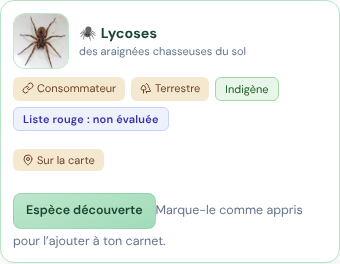 🕷️ Lycoses
des araignées chasseuses du sol
Consommateur Terrestre Indigène
Liste rouge : non évaluée
Sur la carte
Espèce découverte Marque-le comme appris
pour l’ajouter à ton carnet.